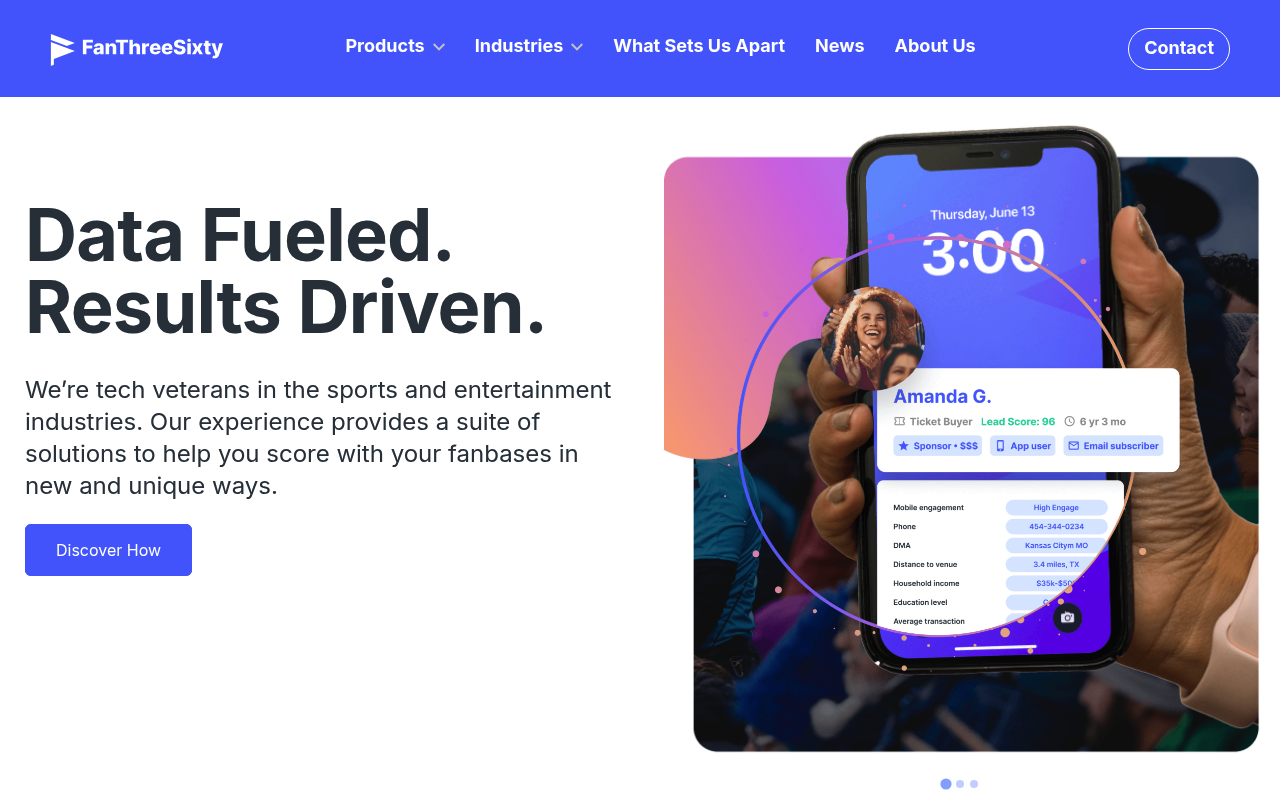 FanThreeSixty
Products
Industries
What Sets Us Apart
News
About Us
Contact
Data Fueled.
Results Driven.
We’re tech veterans in the sports and entertainment
industries. Our experience provides a suite of
solutions to help you score with your fanbases in
new and unique ways.
Discover How
Thursday, June 13
3:00
Amanda G.
Ticket Buyer Lead Score: 96 6 yr 3 mo
Sponsor • $$$ App user Email subscriber
Mobile engagement High Engage
Phone 454-344-0234
DMA Kansas Citym MO
Distance to venue 3.4 miles, TX
Household income
Education level
Average transaction